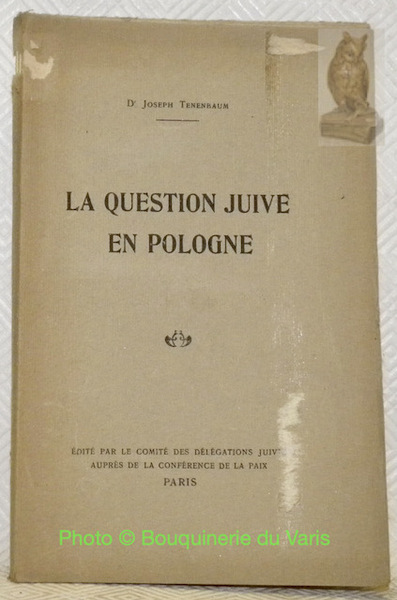 Dr Joseph Tenenbaum
LA QUESTION JUIVE
EN POLOGNE
ÉDITÉ PAR LE COMITÉ DES DÉLÉGATIONS
AUPRÈS DE LA CONFÉRENCE DE LA PAIX
PARIS
Photo © Bouquinerie du Varis